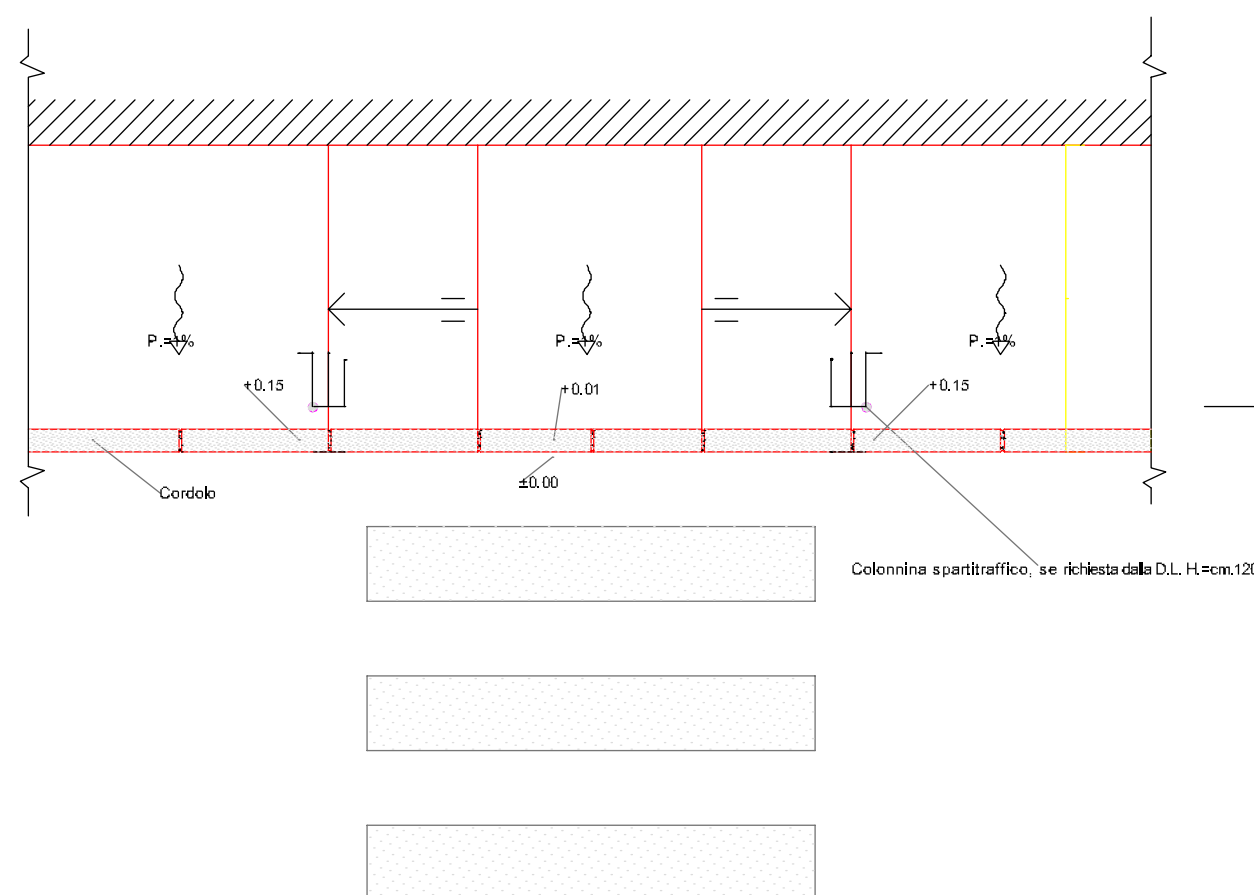 P.=1%
P.=1%
P.=1%
+0.15
+0.01
+0.15
±0.00
Cordolo
Colonnina spartitraffico, se richiesta dalla D.L. H.=cm.120